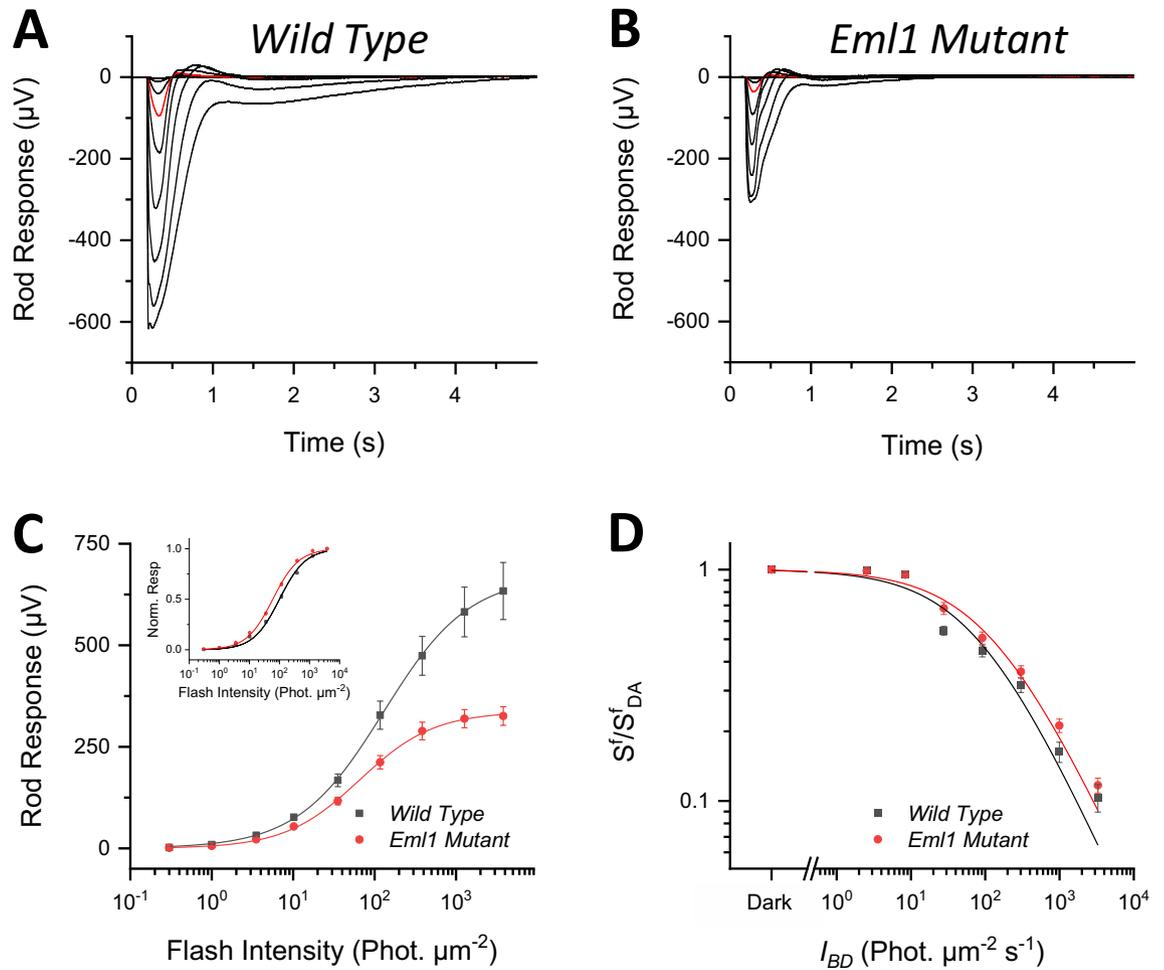 A
Wild Type
B
Eml1 Mutant
Rod Response (µV)
0
-200
-400
-600
0 1 2 3 4
Time (s)
Rod Response (µV)
0
-200
-400
-600
0 1 2 3 4
Time (s)
C
Rod Response (µV)
750
500
250
0
Norm. Resp
1.0
0.5
0.0
10⁻¹ 10⁰ 10¹ 10² 10³ 10⁴
Flash Intensity (Phot. µm⁻²)
Wild Type
Eml1 Mutant
10⁻¹ 10⁰ 10¹ 10² 10³
Flash Intensity (Phot. µm⁻²)
D
Sᶠ/SᶠDA
1
0.1
Wild Type
Eml1 Mutant
Dark 10⁰ 10¹ 10² 10³ 10⁴
IBD (Phot. µm⁻² s⁻¹)